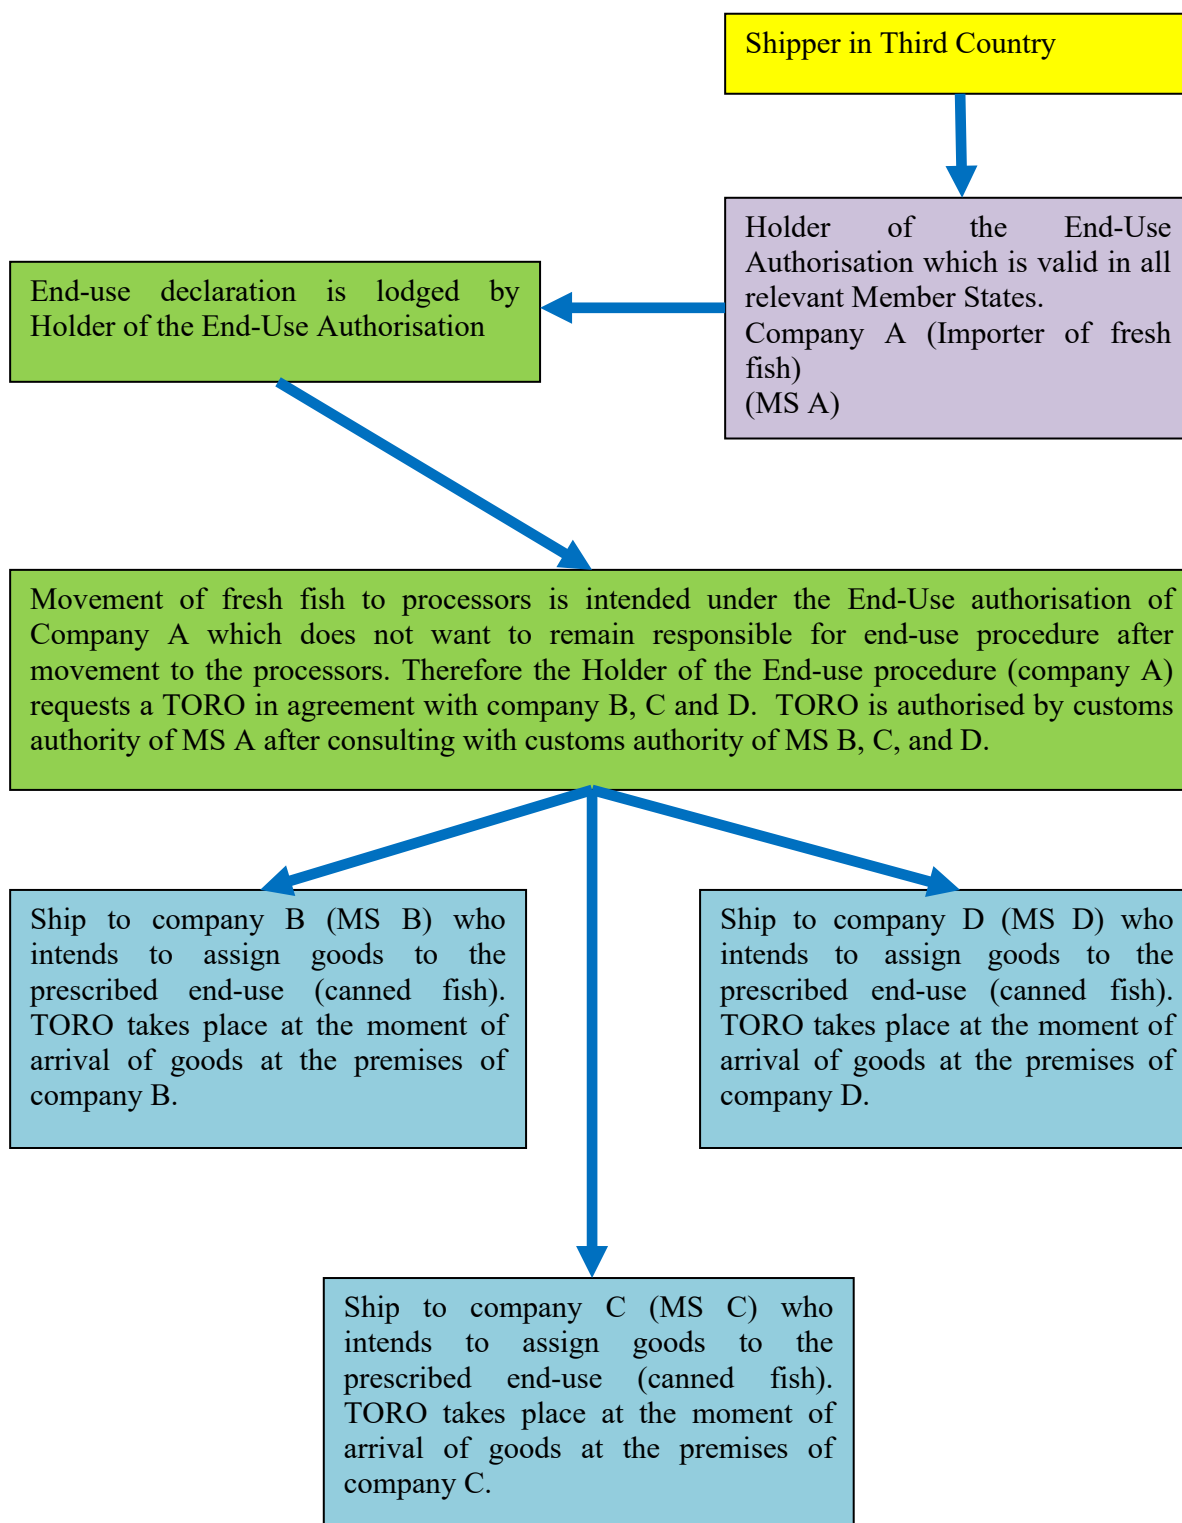 Shipper in Third Country
Holder of the End-Use
Authorisation which is valid in all
relevant Member States.
Company A (Importer of fresh
fish)
(MS A)
End-use declaration is lodged by
Holder of the End-Use Authorisation
Movement of fresh fish to processors is intended under the End-Use authorisation of
Company A which does not want to remain responsible for end-use procedure after
movement to the processors. Therefore the Holder of the End-use procedure (company A)
requests a TORO in agreement with company B, C and D. TORO is authorised by customs
authority of MS A after consulting with customs authority of MS B, C, and D.
Ship to company B (MS B) who
intends to assign goods to the
prescribed end-use (canned fish).
TORO takes place at the moment of
arrival of goods at the premises of
company B.
Ship to company D (MS D) who
intends to assign goods to the
prescribed end-use (canned fish).
TORO takes place at the moment of
arrival of goods at the premises of
company D.
Ship to company C (MS C) who
intends to assign goods to the
prescribed end-use (canned fish).
TORO takes place at the moment of
arrival of goods at the premises of
company C.